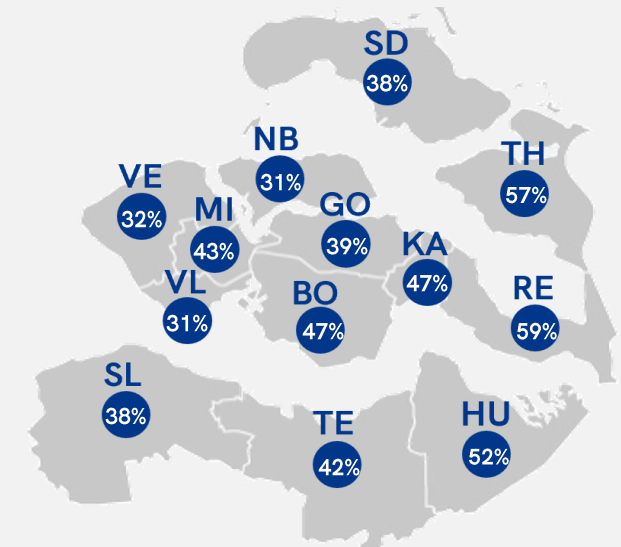 SD
38%
NB
31%
TH
57%
VE
32%
MI
43%
GO
39%
KA
47%
VL
31%
BO
47%
RE
59%
SL
38%
TE
42%
HU
52%